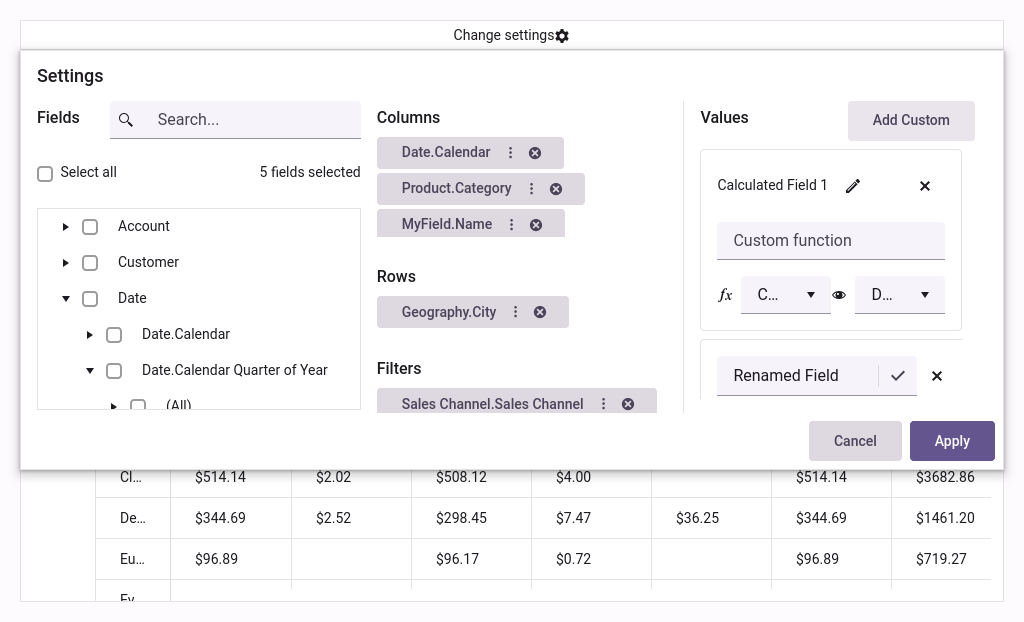 Change settings
Settings
Fields
Search...
Select all
5 fields selected
Account
Customer
Date
Date.Calendar
Date.Calendar Quarter of Year
(All)
Columns
Date.Calendar
Product.Category
MyField.Name
Rows
Geography.City
Filters
Sales Channel.Sales Channel
Values
Add Custom
Calculated Field 1
Custom function
fx C... D...
Renamed Field
Cancel
Apply
Cl... $514.14 $2.02 $508.12 $4.00 $514.14 $3682.86
De... $344.69 $2.52 $298.45 $7.47 $36.25 $344.69 $1461.20
Eu... $96.89 $96.17 $0.72 $96.89 $719.27